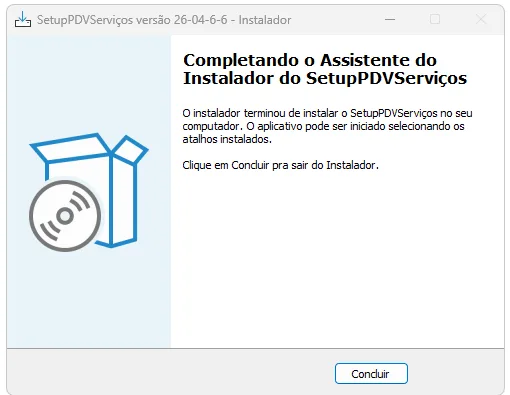 SetupPDVServiços versão 26-04-6-6 - Instalador
Completando o Assistente do
Instalador do SetupPDVServiços
O instalador terminou de instalar o SetupPDVServiços no seu
computador. O aplicativo pode ser iniciado selecionando os
atalhos instalados.
Clique em Concluir pra sair do Instalador.
Concluir